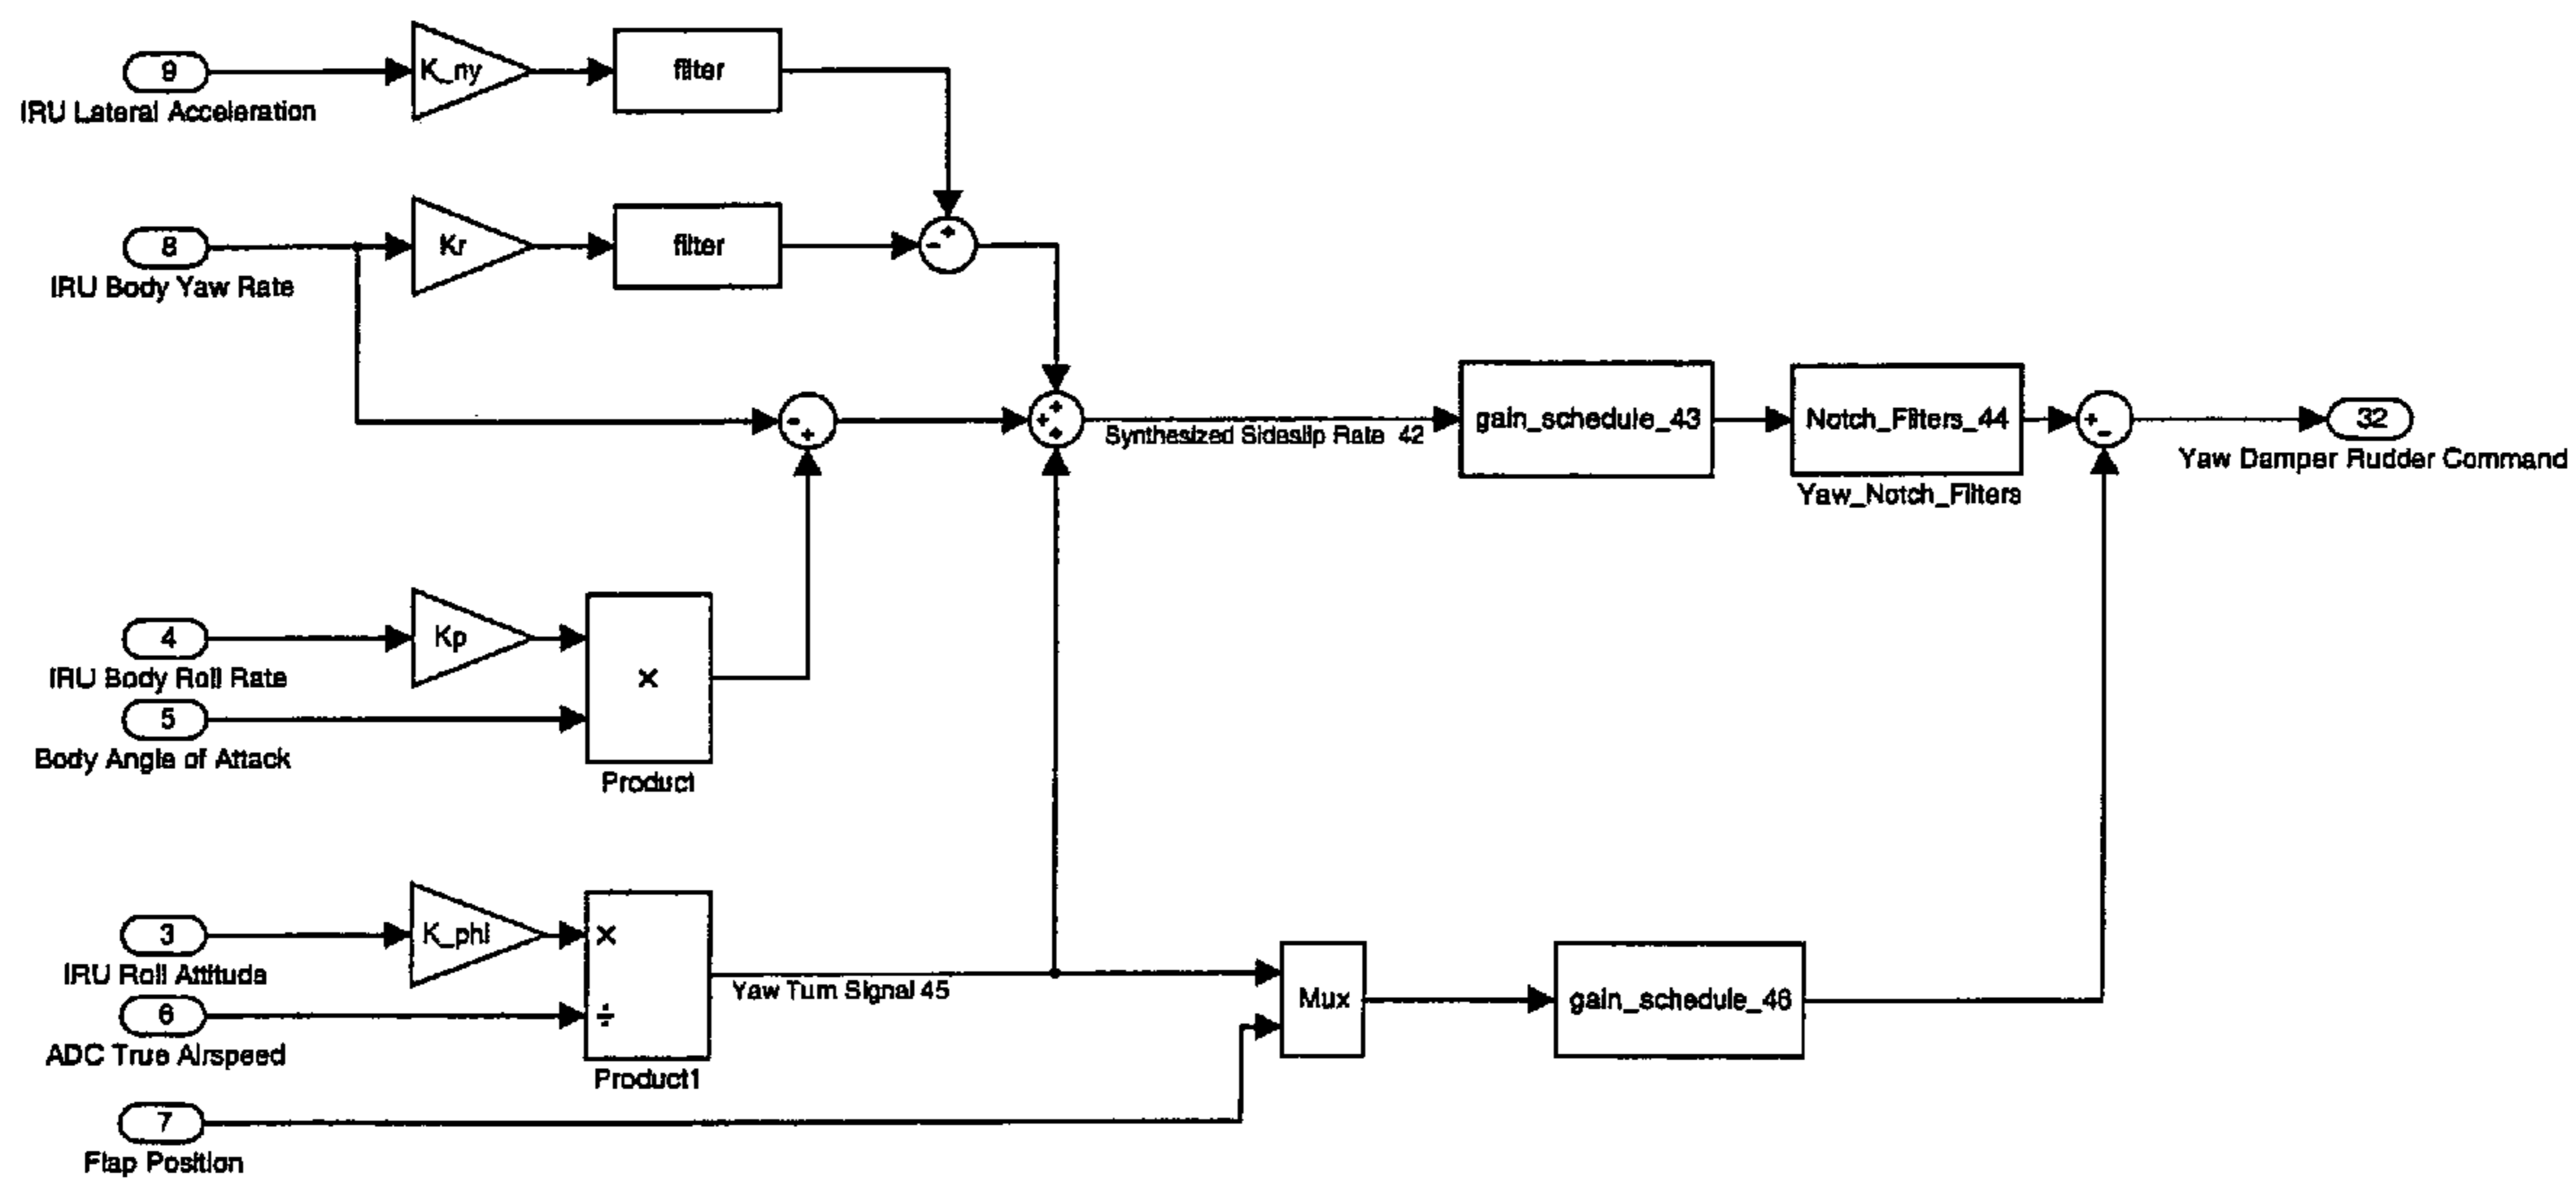 9
K_ny
filter
IRU Lateral Acceleration
8
Kr
filter
- +
IRU Body Yaw Rate
- +
+ + +
Synthesized Sideslip Rate 42
gain_schedule_43
Notch_Filters_44
Yaw_Notch_Filters
+ -
32
Yaw Damper Rudder Command
4
Kp
IRU Body Roll Rate
×
5
Body Angle of Attack
Product
3
K_phi
×
IRU Roll Attitude
6
÷
ADC True Airspeed
Product1
Yaw Turn Signal 45
Mux
gain_schedule_46
7
Flap Position